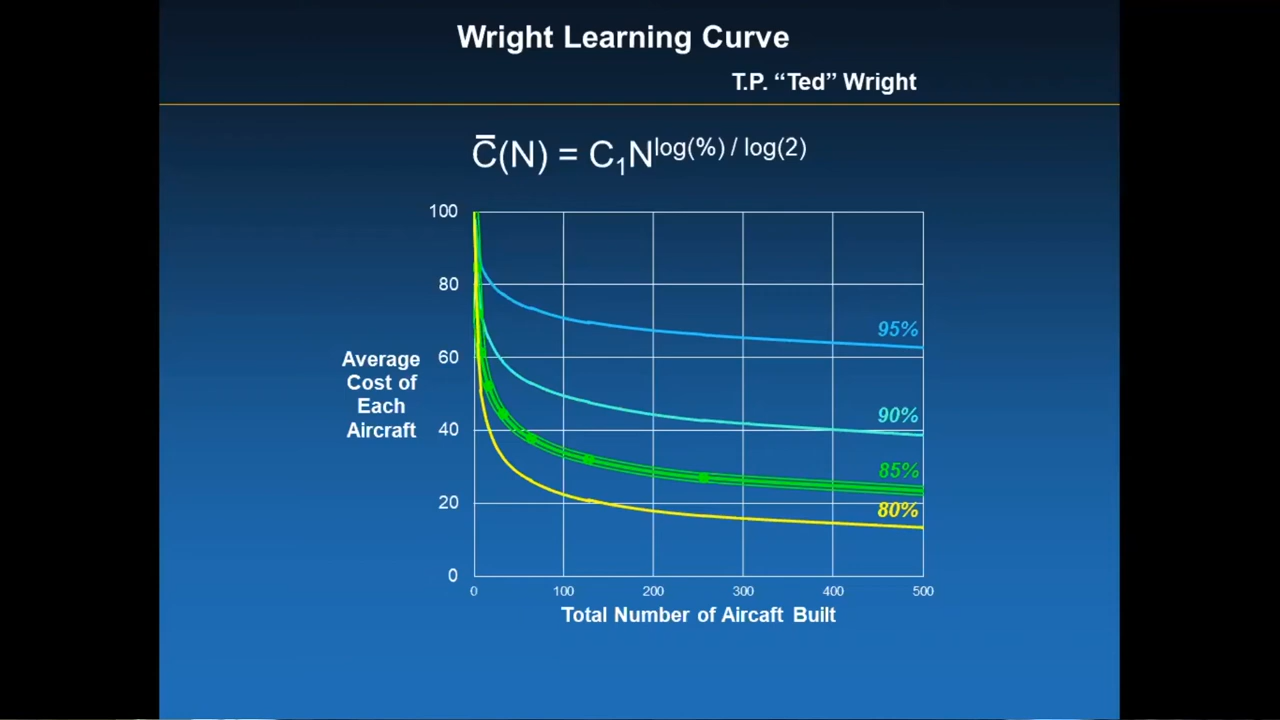 Wright Learning Curve
T.P. “Ted” Wright
C̅(N) = C₁N^log(%) / log(2)
100
80
60
40
20
0
Average
Cost of
Each
Aircraft
95%
90%
85%
80%
0 100 200 300 400 500
Total Number of Aircaft Built